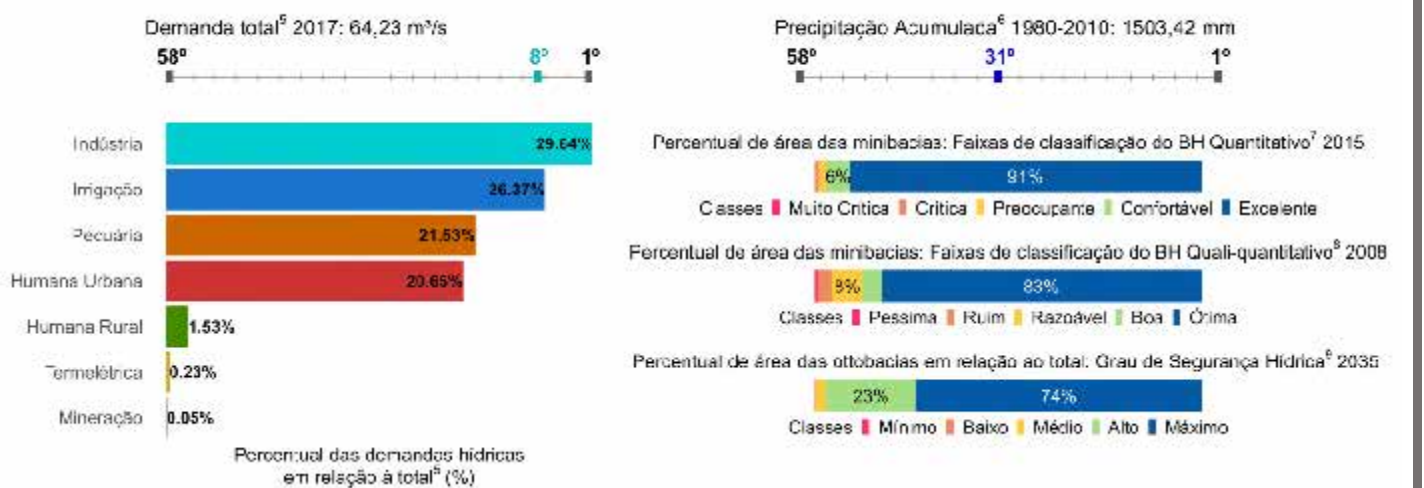 Demanda total⁵ 2017: 64,23 m³/s
58º 8º 1º
Indústria 29.64%
Irrigação 26.37%
Pecuária 21.53%
Humana Urbana 20.65%
Humana Rural 1.53%
Termelétrica 0.23%
Mineração 0.05%
Percentual das demandas hídricas
em relação à total⁵ (%)
Precipitação Acumulada⁶ 1980-2010: 1503,42 mm
58º 31º 1º
Percentual de área das minibacias: Faixas de classificação do BH Quantitativo⁷ 2015
6% 91%
Classes Muito Crítica Crítica Preocupante Confortável Excelente
Percentual de área das minibacias: Faixas de classificação do BH Quali-quantitativo⁸ 2008
8% 83%
Classes Péssima Ruim Razoável Boa Ótima
Percentual de área das ottobacias em relação ao total: Grau de Segurança Hídrica⁹ 2035
23% 74%
Classes Mínimo Baixo Médio Alto Máximo